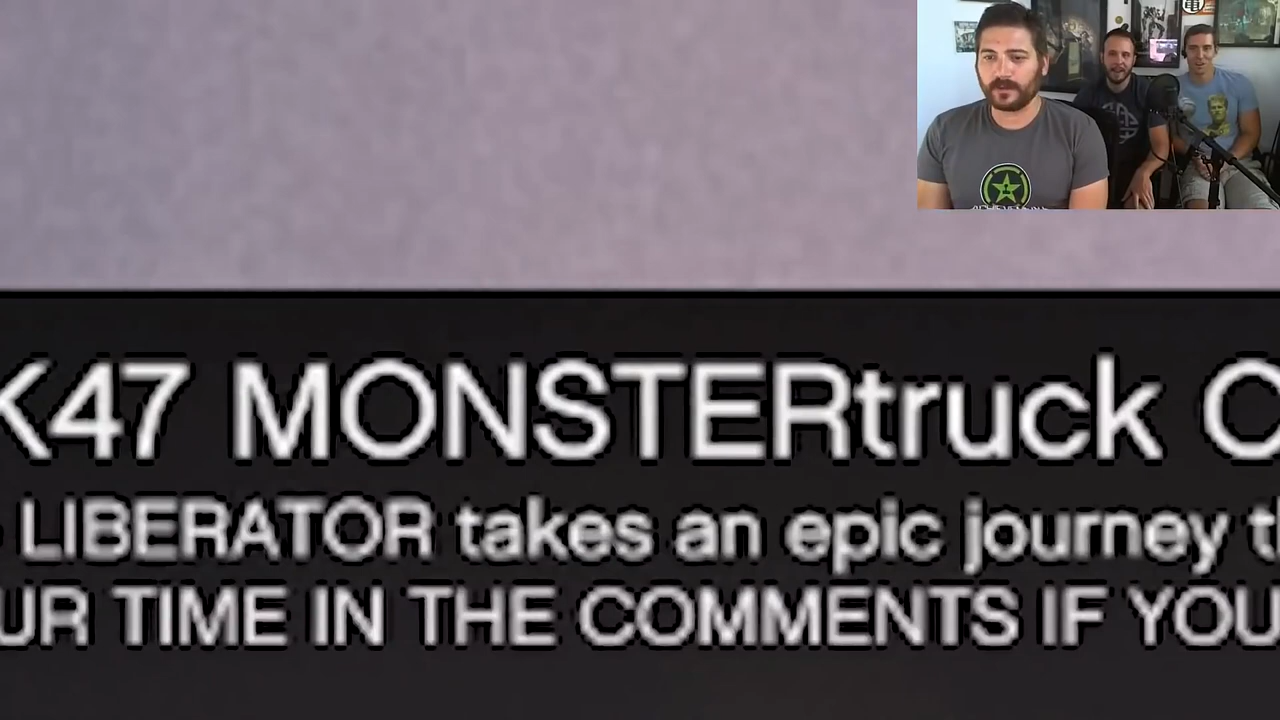 K47 MONSTERtruck
LIBERATOR takes an epic journey
UR TIME IN THE COMMENTS IF YOU